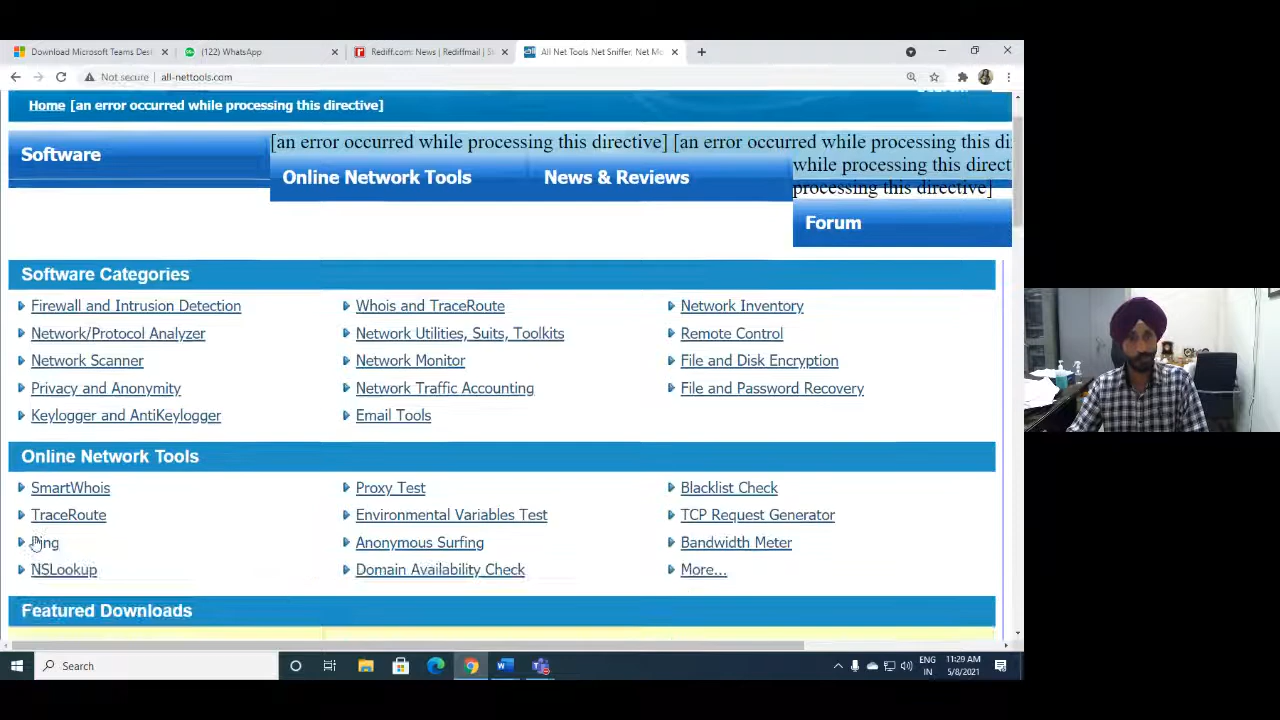 Download Microsoft Teams Des
(122) WhatsApp
Rediff.com: News | Rediffmail | S
All Net Tools Net Sniffer, Net Mo
Not secure
all-nettools.com
Home [an error occurred while processing this directive]
Software
[an error occurred while processing this directive] [an error occurred while processing this di
while processing this direct
processing this directive]
Online Network Tools
News & Reviews
Forum
Software Categories
Firewall and Intrusion Detection
Whois and TraceRoute
Network Inventory
Network/Protocol Analyzer
Network Utilities, Suits, Toolkits
Remote Control
Network Scanner
Network Monitor
File and Disk Encryption
Privacy and Anonymity
Network Traffic Accounting
File and Password Recovery
Keylogger and AntiKeylogger
Email Tools
Online Network Tools
SmartWhois
Proxy Test
Blacklist Check
TraceRoute
Environmental Variables Test
TCP Request Generator
Ping
Anonymous Surfing
Bandwidth Meter
NSLookup
Domain Availability Check
More...
Featured Downloads
Search
ENG
IN
11:29 AM
5/8/2021